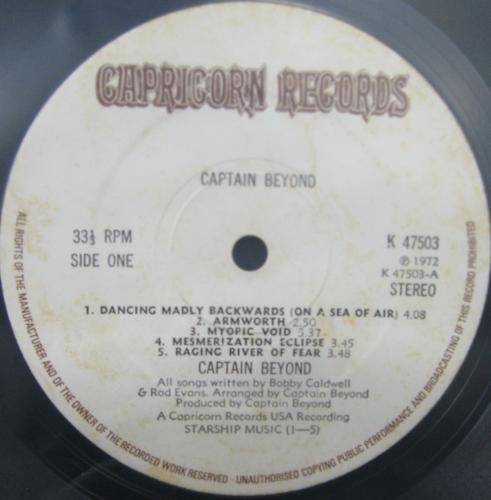 CAPRICORN RECORDS
CAPTAIN BEYOND
33⅓ RPM
SIDE ONE
K 47503
℗ 1972
K 47503-A
STEREO
1. DANCING MADLY BACKWARDS (ON A SEA OF AIR) 4.08
2. ARMWORTH 2.50
3. MYOPIC VOID 3.37
4. MESMERIZATION ECLIPSE 3.45
5. RAGING RIVER OF FEAR 3.48
CAPTAIN BEYOND
All songs written by Bobby Caldwell
& Rod Evans. Arranged by Captain Beyond
Produced by Captain Beyond
A Capricorn Records USA Recording
STARSHIP MUSIC (1—5)
ALL RIGHTS OF THE MANUFACTURER AND OF THE OWNER OF THE RECORDED WORK RESERVED - UNAUTHORISED COPYING PUBLIC PERFORMANCE AND BROADCASTING OF THIS RECORD PROHIBITED